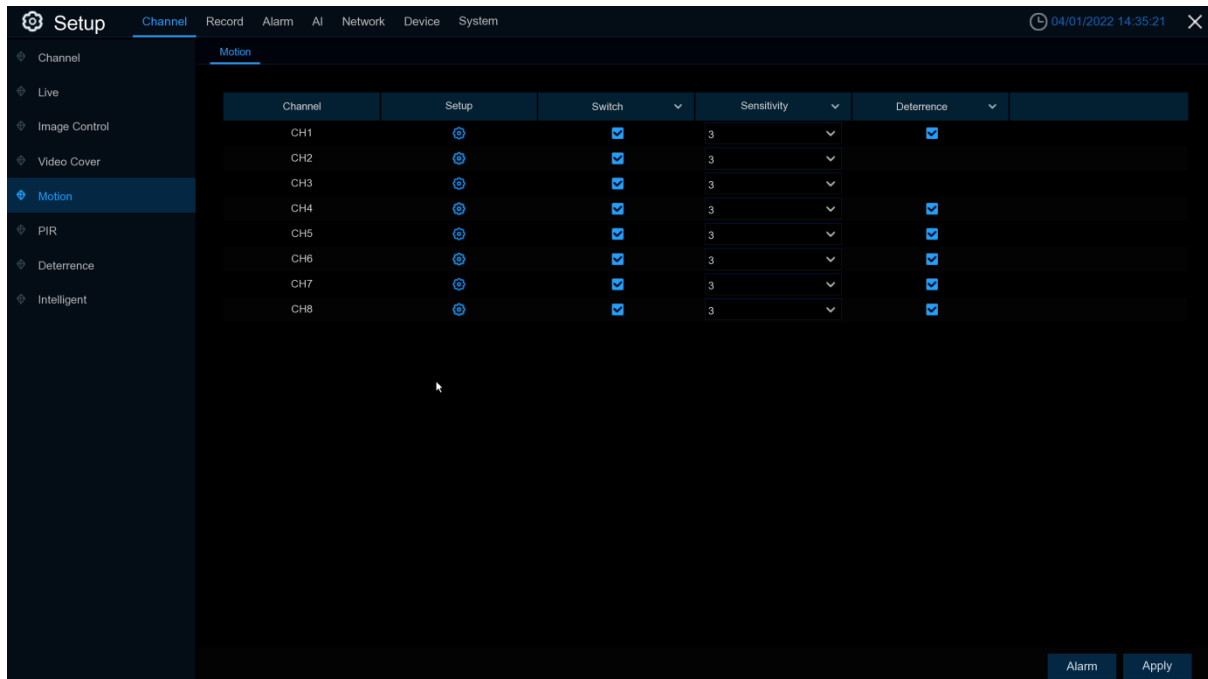 Setup Channel Record Alarm AI Network Device System 04/01/2022 14:35:21
Channel
Live
Image Control
Video Cover
Motion
PIR
Deterrence
Intelligent
Motion
Channel Setup Switch Sensitivity Deterrence
CH1 3
CH2 3
CH3 3
CH4 3
CH5 3
CH6 3
CH7 3
CH8 3
Alarm Apply